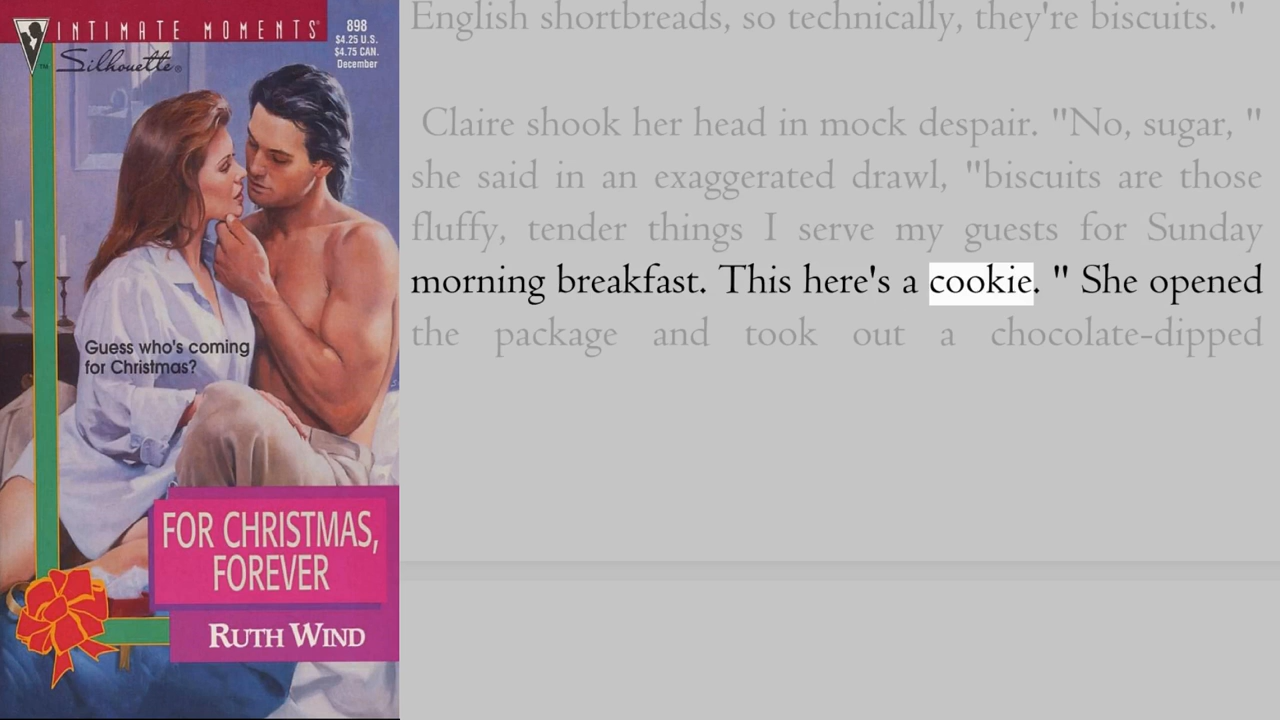 INTIMATE MOMENTS®
898
$4.25 U.S.
$4.75 CAN.
December
TM
Silhouette®
Guess who's coming
for Christmas?
FOR CHRISTMAS,
FOREVER
RUTH WIND
English shortbreads, so technically, they're biscuits. "
Claire shook her head in mock despair. "No, sugar, "
she said in an exaggerated drawl, "biscuits are those
fluffy, tender things I serve my guests for Sunday
morning breakfast. This here's a cookie. " She opened
the package and took out a chocolate-dipped